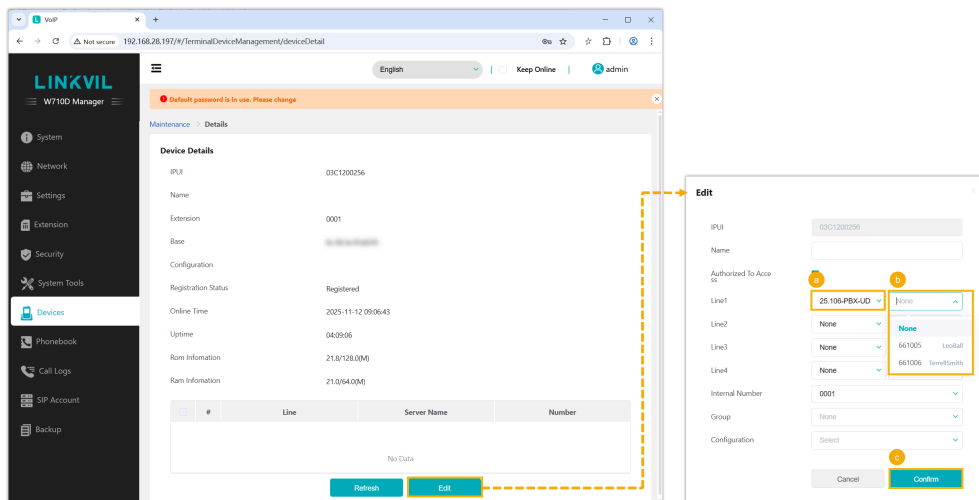 VoIP
Not secure 192.168.28.197/#/TerminalDeviceManagement/deviceDetail
LINKVIL
W710D Manager
English
Keep Online
admin
Default password is in use. Please change
Maintenance > Details
System
Network
Settings
Extension
Security
System Tools
Devices
Phonebook
Call Logs
SIP Account
Backup
Device Details
IPUI 03C1200256
Name
Extension 0001
Base
Configuration
Registration Status Registered
Online Time 2025-11-12 09:06:43
Uptime 04:09:06
Rom Infomation 21.8/128.0(M)
Ram Infomation 21.0/64.0(M)
# Line Server Name Number
No Data
Refresh Edit
Edit
IPUI 03C1200256
Name
Authorized To Acce
ss
a b
Line1 25.106-PBX-UD None
None
Line2 None
661005 LeoBall
Line3 None
661006 TerrellSmith
Line4 None
Internal Number 0001
Group None
Configuration Select
c
Cancel Confirm